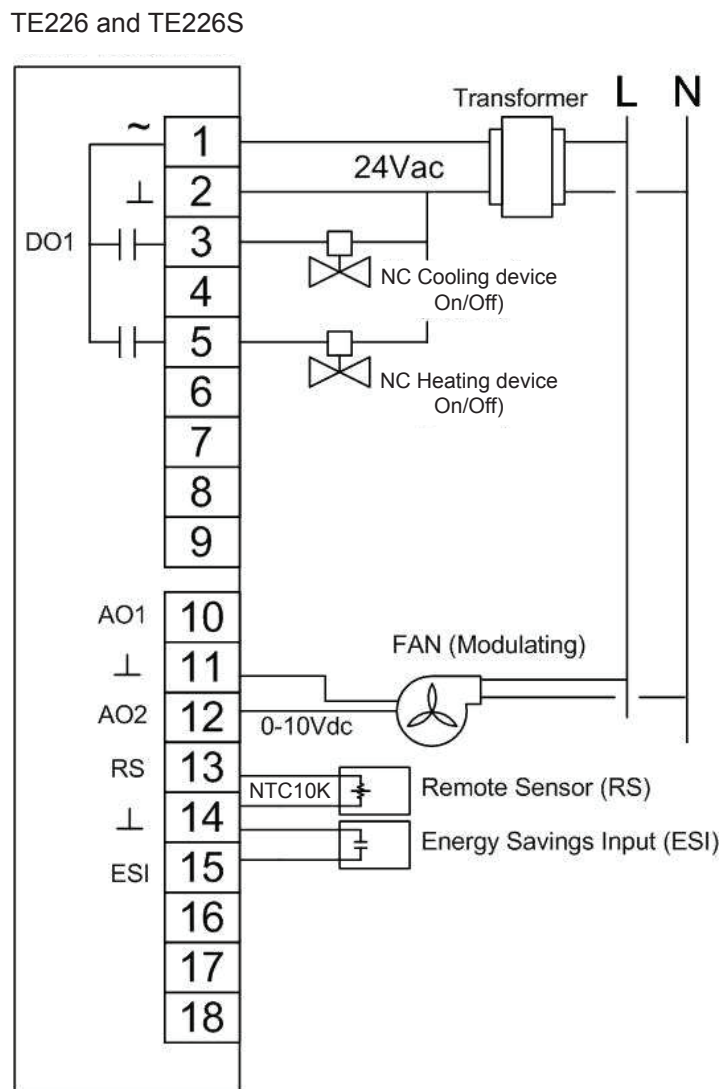 TE226 and TE226S
Transformer L N
~ 1
24Vac
⊥ 2
DO1 3
NC Cooling device
On/Off)
4
5
NC Heating device
On/Off)
6
7
8
9
AO1 10
FAN (Modulating)
⊥ 11
AO2 12 0-10Vdc
RS 13 NTC10K Remote Sensor (RS)
⊥ 14
Energy Savings Input (ESI)
ESI 15
16
17
18